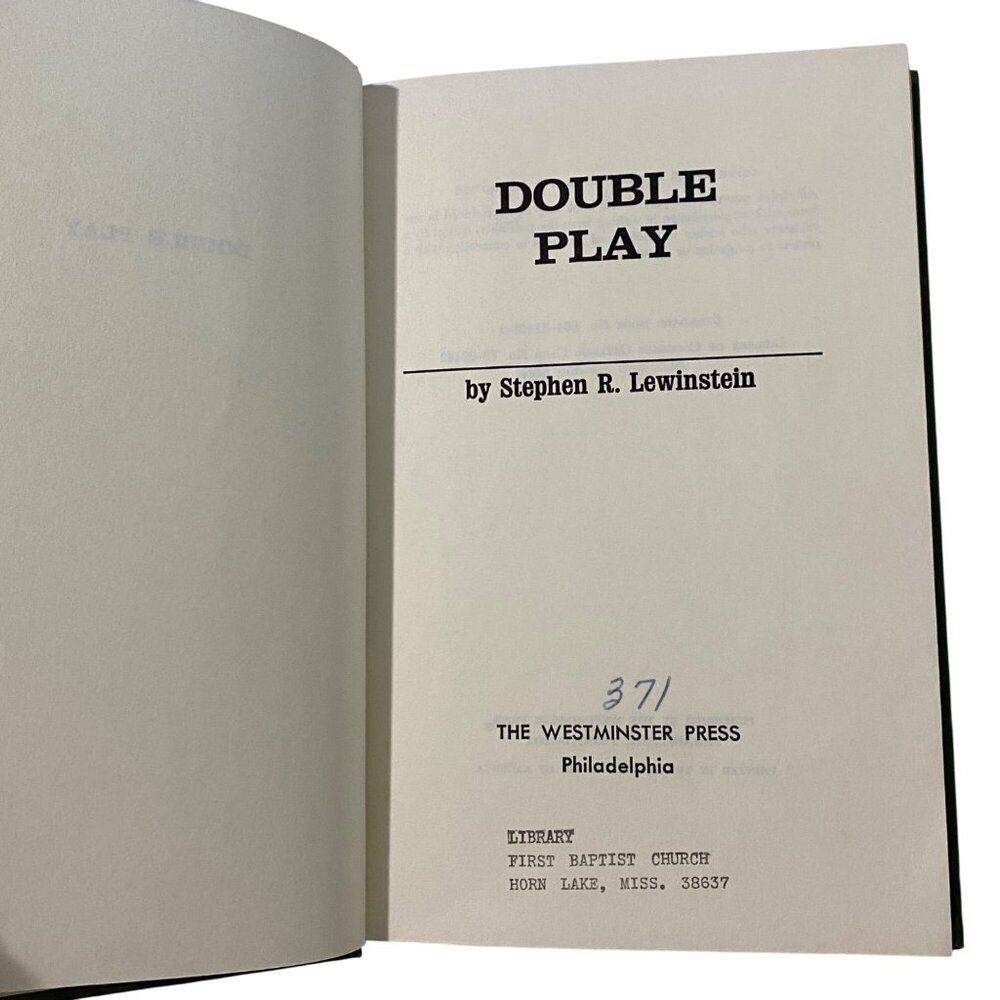 DOUBLE
PLAY
by Stephen R. Lewinstein
371
THE WESTMINSTER PRESS
Philadelphia
LIBRARY
FIRST BAPTIST CHURCH
HORN LAKE, MISS. 38637